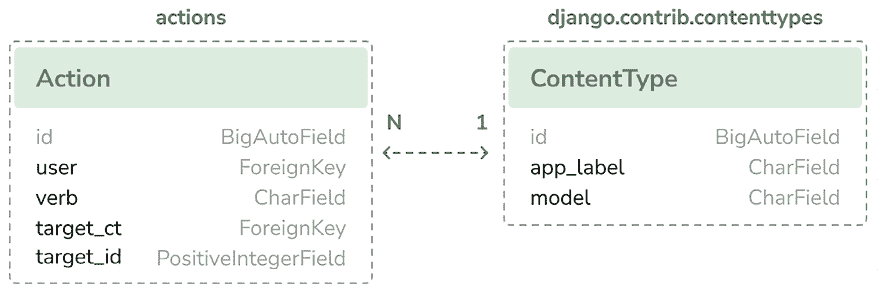 actions
Action
id BigAutoField
user ForeignKey
verb CharField
target_ct ForeignKey
target_id PositiveIntegerField
N 1
django.contrib.contenttypes
ContentType
id BigAutoField
app_label CharField
model CharField